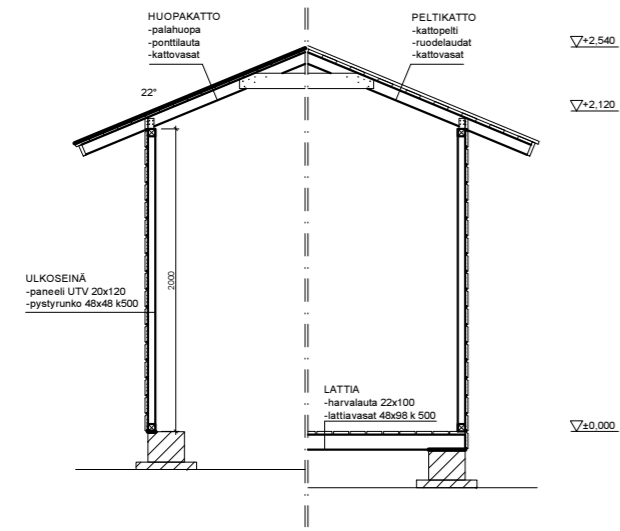 HUOPAKATTO
-palahuopa
-ponttilauta
-kattovasat
PELTIKATTO
-kattopelti
-ruodelaudat
-kattovasat
+2,540
22°
+2,120
2000
ULKOSEINÄ
-paneeli UTV 20x120
-pystyrunko 48x48 k500
LATTIA
-harvalauta 22x100
-lattiavasat 48x98 k 500
±0,000